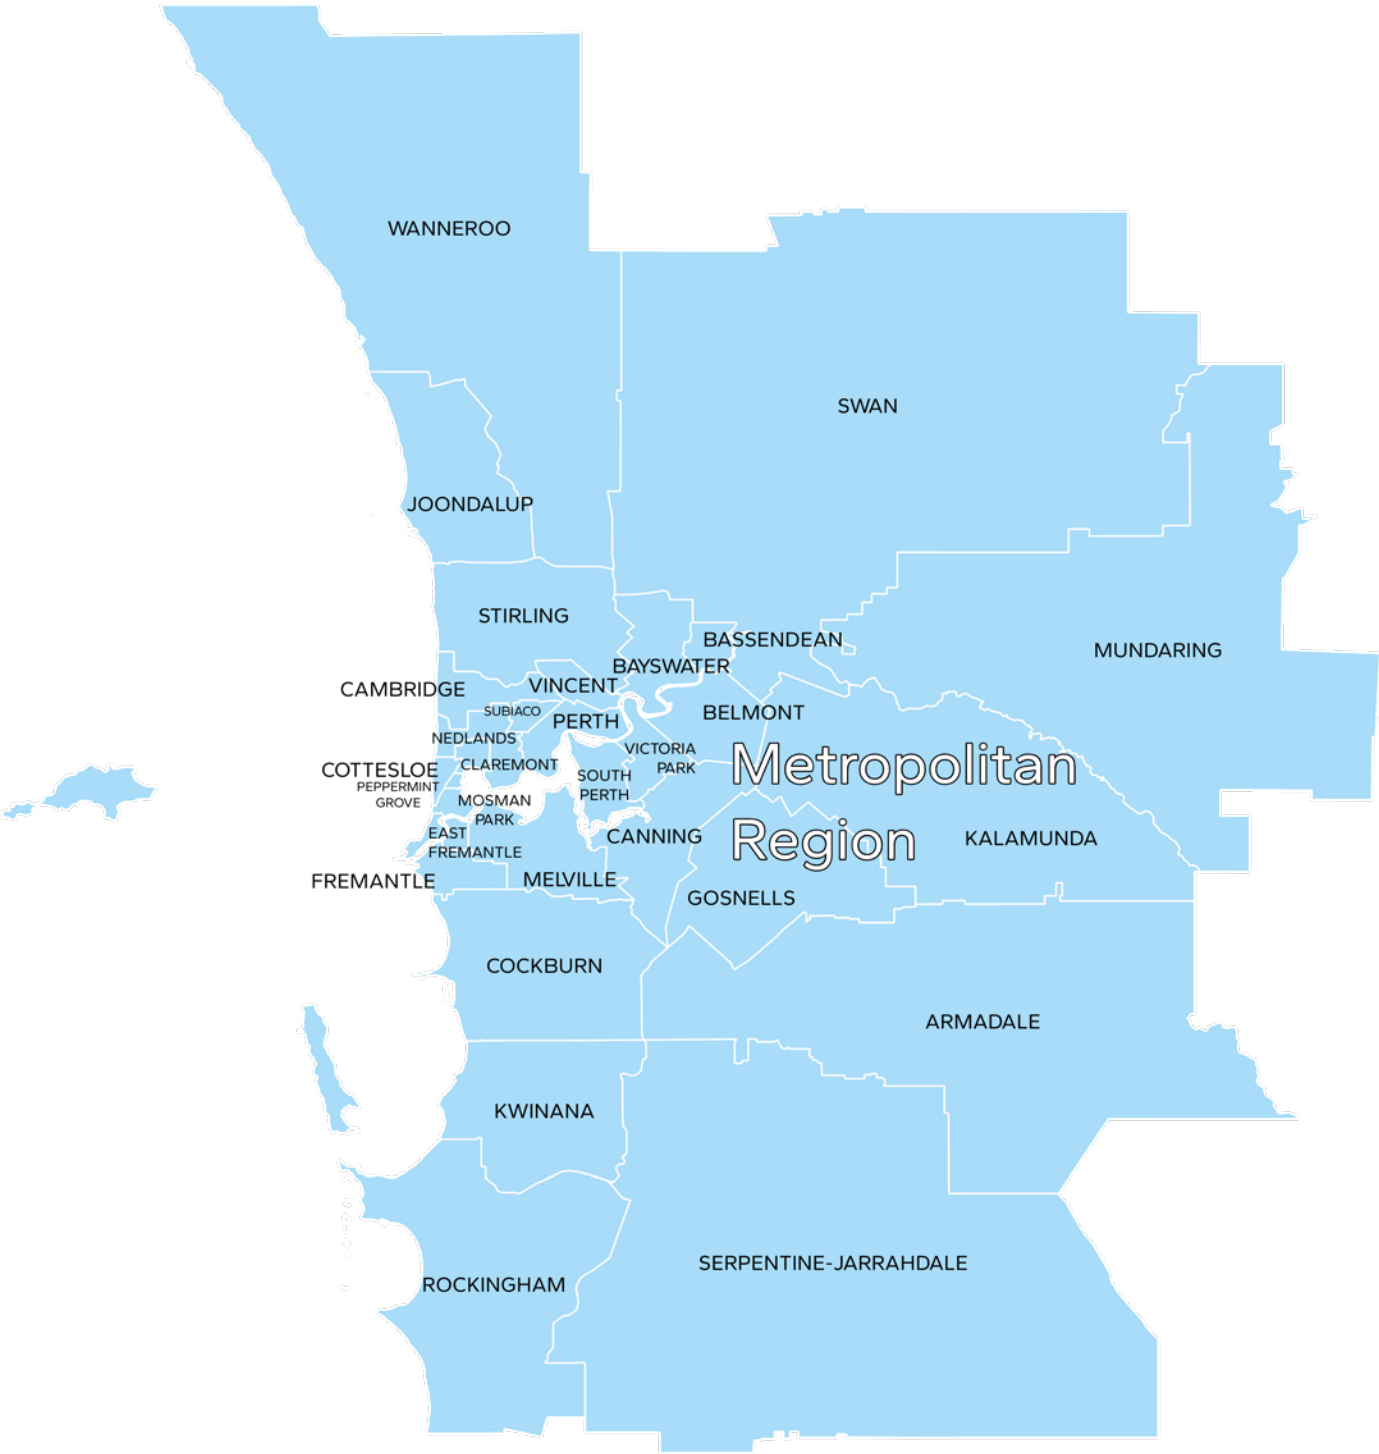 WANNEROO
SWAN
JOONDALUP
STIRLING
BASSENDEAN
MUNDARING
BAYSWATER
CAMBRIDGE
VINCENT
SUBIACO
BELMONT
PERTH
NEDLANDS
VICTORIA
PARK
Metropolitan
Region
COTTESLOE
CLAREMONT
PEPPERMINT
GROVE
SOUTH
PERTH
MOSMAN
PARK
EAST
FREMANTLE
CANNING
KALAMUNDA
FREMANTLE
MELVILLE
GOSNELLS
COCKBURN
ARMADALE
KWINANA
SERPENTINE-JARRAHDALE
ROCKINGHAM